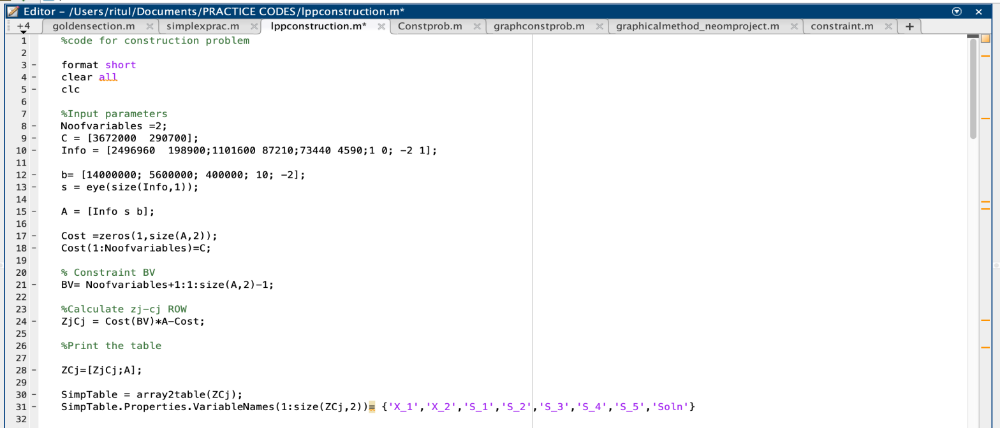 Editor – /Users/ritul/Documents/PRACTICE CODES/lppconstruction.m*
+4 goldensection.m simplexprac.m lppconstruction.m* Constprob.m graphconstprob.m graphicalmethod_neomproject.m constraint.m +
1 %code for construction problem
2
3 – format short
4 – clear all
5 – clc
6
7 %Input parameters
8 – Noofvariables =2;
9 – C = [3672000  290700];
10 – Info = [2496960  198900;1101600 87210;73440 4590;1 0; -2 1];
11
12 – b= [14000000; 5600000; 400000; 10; -2];
13 – s = eye(size(Info,1));
14
15 – A = [Info s b];
16
17 – Cost =zeros(1,size(A,2));
18 – Cost(1:Noofvariables)=C;
19
20 % Constraint BV
21 – BV= Noofvariables+1:1:size(A,2)-1;
22
23 %Calculate zj-cj ROW
24 – ZjCj = Cost(BV)*A-Cost;
25
26 %Print the table
27
28 – ZCj=[ZjCj;A];
29
30 – SimpTable = array2table(ZCj);
31 – SimpTable.Properties.VariableNames(1:size(ZCj,2))= {'X_1','X_2','S_1','S_2','S_3','S_4','S_5','Soln'}
32